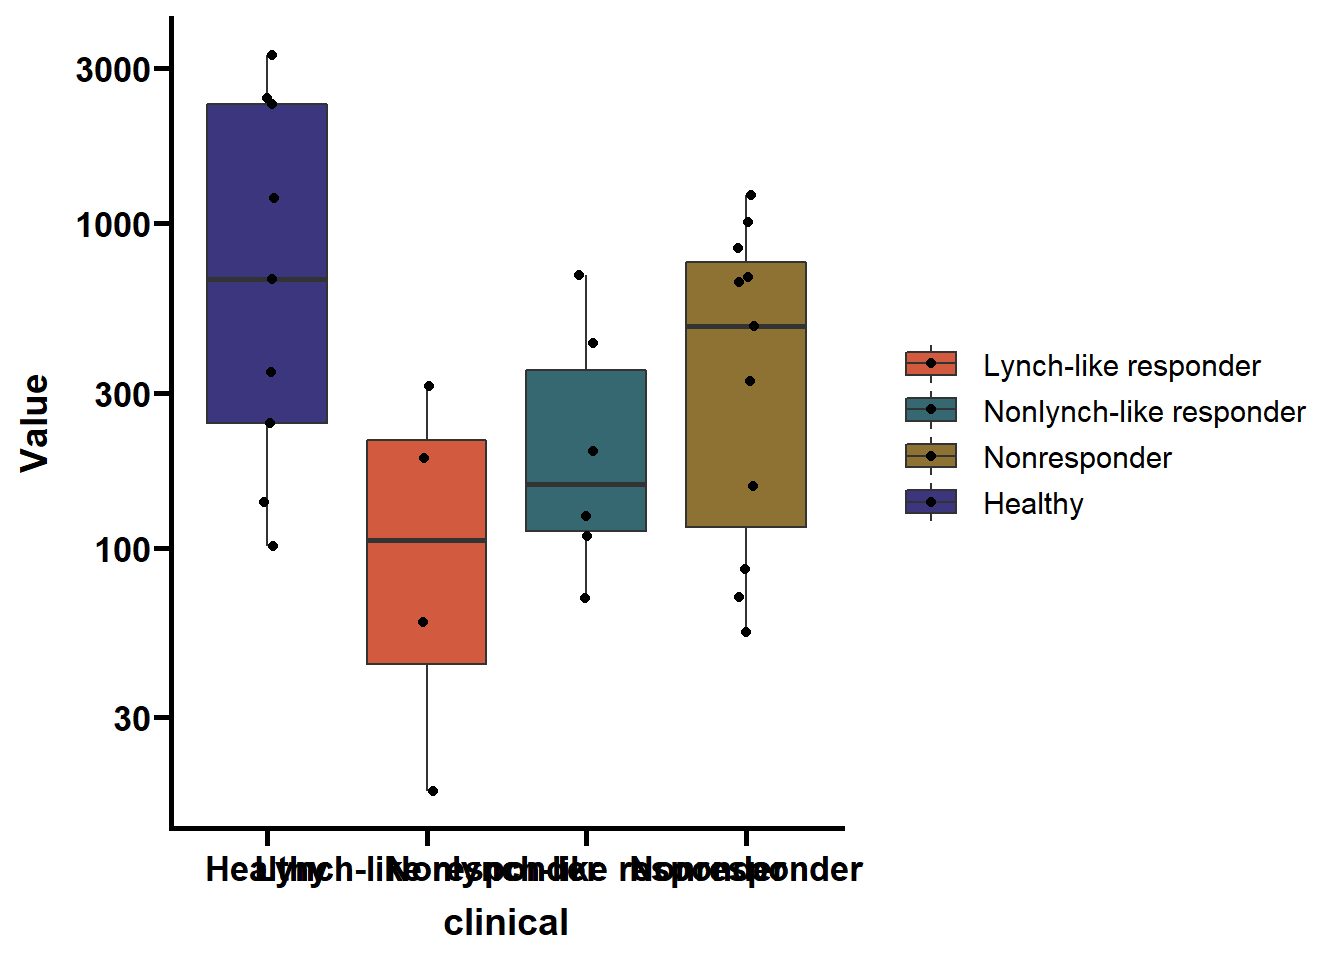 3000
1000
300
100
30
Value
Healthy Lynch-like responder Nonlynch-like responder Nonresponder
clinical
Lynch-like responder
Nonlynch-like responder
Nonresponder
Healthy